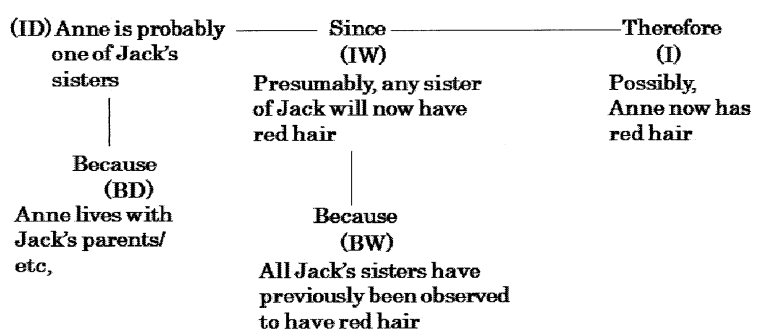 (ID) Anne is probably one of Jack's sisters
Since
(IW)
Presumably, any sister
of Jack will now have
red hair
Therefore
(I)
Possibly,
Anne now has
red hair
Because
(BD)
Anne lives with
Jack's parents/
etc,
Because
(BW)
All Jack's sisters have
previously been observed
to have red hair